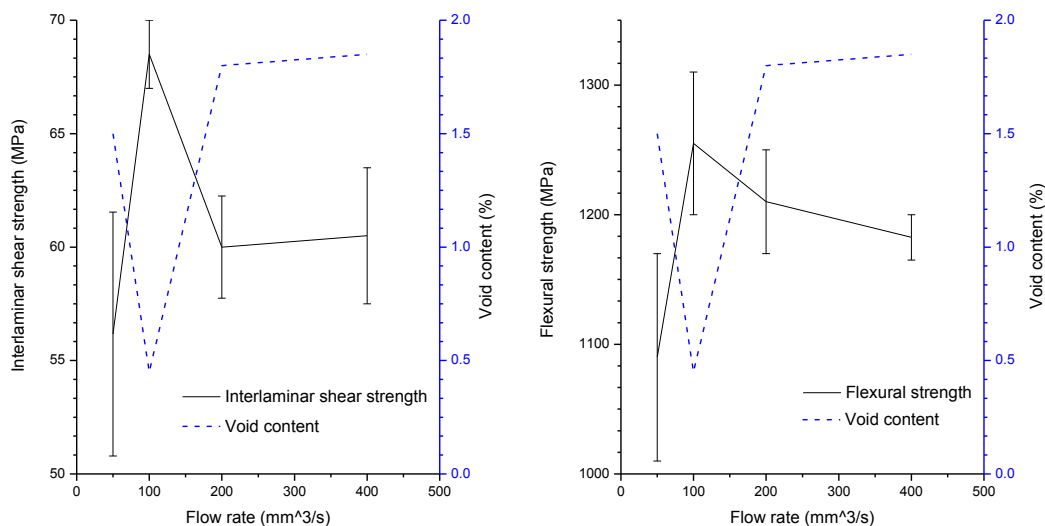 70
65
60
55
50
Interlaminar shear strength (MPa)
2.0
1.5
1.0
0.5
0.0
Void content (%)
Interlaminar shear strength
Void content
0 100 200 300 400 500
Flow rate (mm^3/s)
1300
1200
1100
1000
Flexural strength (MPa)
2.0
1.5
1.0
0.5
0.0
Void content (%)
Flexural strength
Void content
0 100 200 300 400 500
Flow rate (mm^3/s)